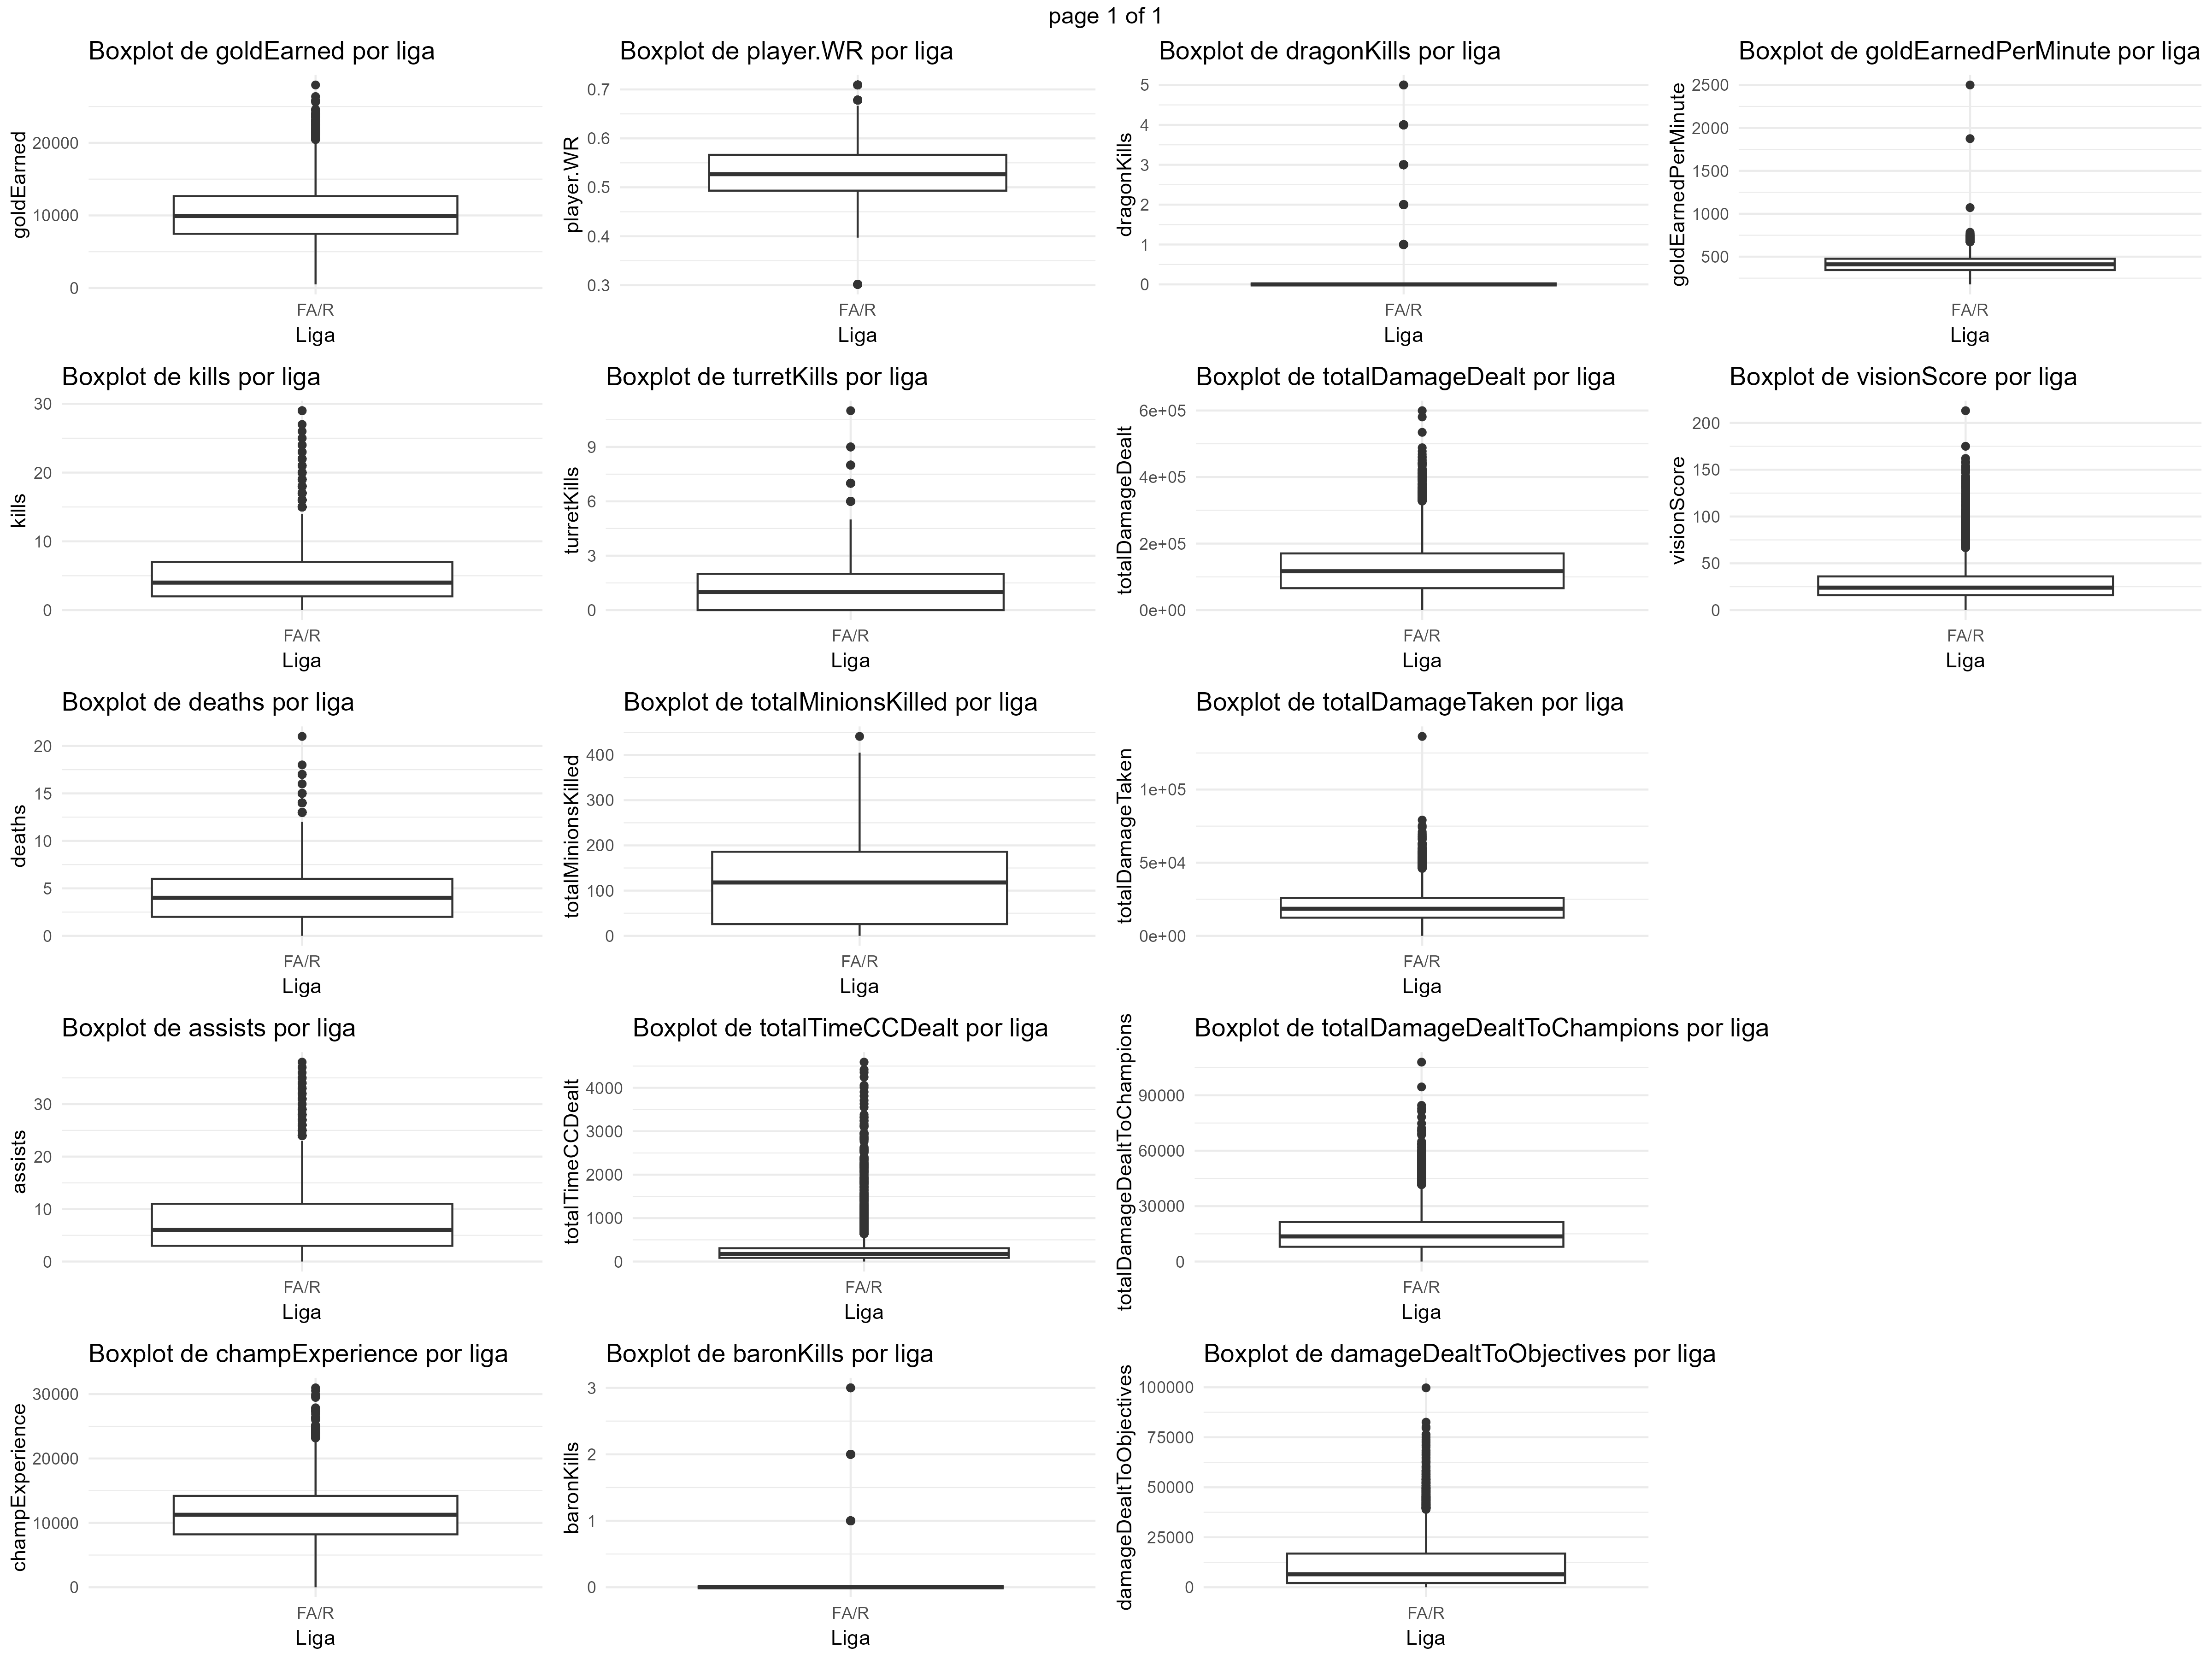 page 1 of 1
Boxplot de goldEarned por liga
goldEarned
20000
10000
0
FA/R
Liga
Boxplot de player.WR por liga
player.WR
0.7
0.6
0.5
0.4
0.3
FA/R
Liga
Boxplot de dragonKills por liga
dragonKills
5
4
3
2
1
0
FA/R
Liga
Boxplot de goldEarnedPerMinute por liga
goldEarnedPerMinute
2500
2000
1500
1000
500
FA/R
Liga
Boxplot de kills por liga
kills
30
20
10
0
FA/R
Liga
Boxplot de turretKills por liga
turretKills
9
6
3
0
FA/R
Liga
Boxplot de totalDamageDealt por liga
totalDamageDealt
6e+05
4e+05
2e+05
0e+00
FA/R
Liga
Boxplot de visionScore por liga
visionScore
200
150
100
50
0
FA/R
Liga
Boxplot de deaths por liga
deaths
20
15
10
5
0
FA/R
Liga
Boxplot de totalMinionsKilled por liga
totalMinionsKilled
400
300
200
100
0
FA/R
Liga
Boxplot de totalDamageTaken por liga
totalDamageTaken
1e+05
5e+04
0e+00
FA/R
Liga
Boxplot de assists por liga
assists
30
20
10
0
FA/R
Liga
Boxplot de totalTimeCCDealt por liga
totalTimeCCDealt
4000
3000
2000
1000
0
FA/R
Liga
Boxplot de totalDamageDealtToChampions por liga
totalDamageDealtToChampions
90000
60000
30000
0
FA/R
Liga
Boxplot de champExperience por liga
champExperience
30000
20000
10000
0
FA/R
Liga
Boxplot de baronKills por liga
baronKills
3
2
1
0
FA/R
Liga
Boxplot de damageDealtToObjectives por liga
damageDealtToObjectives
100000
75000
50000
25000
0
FA/R
Liga